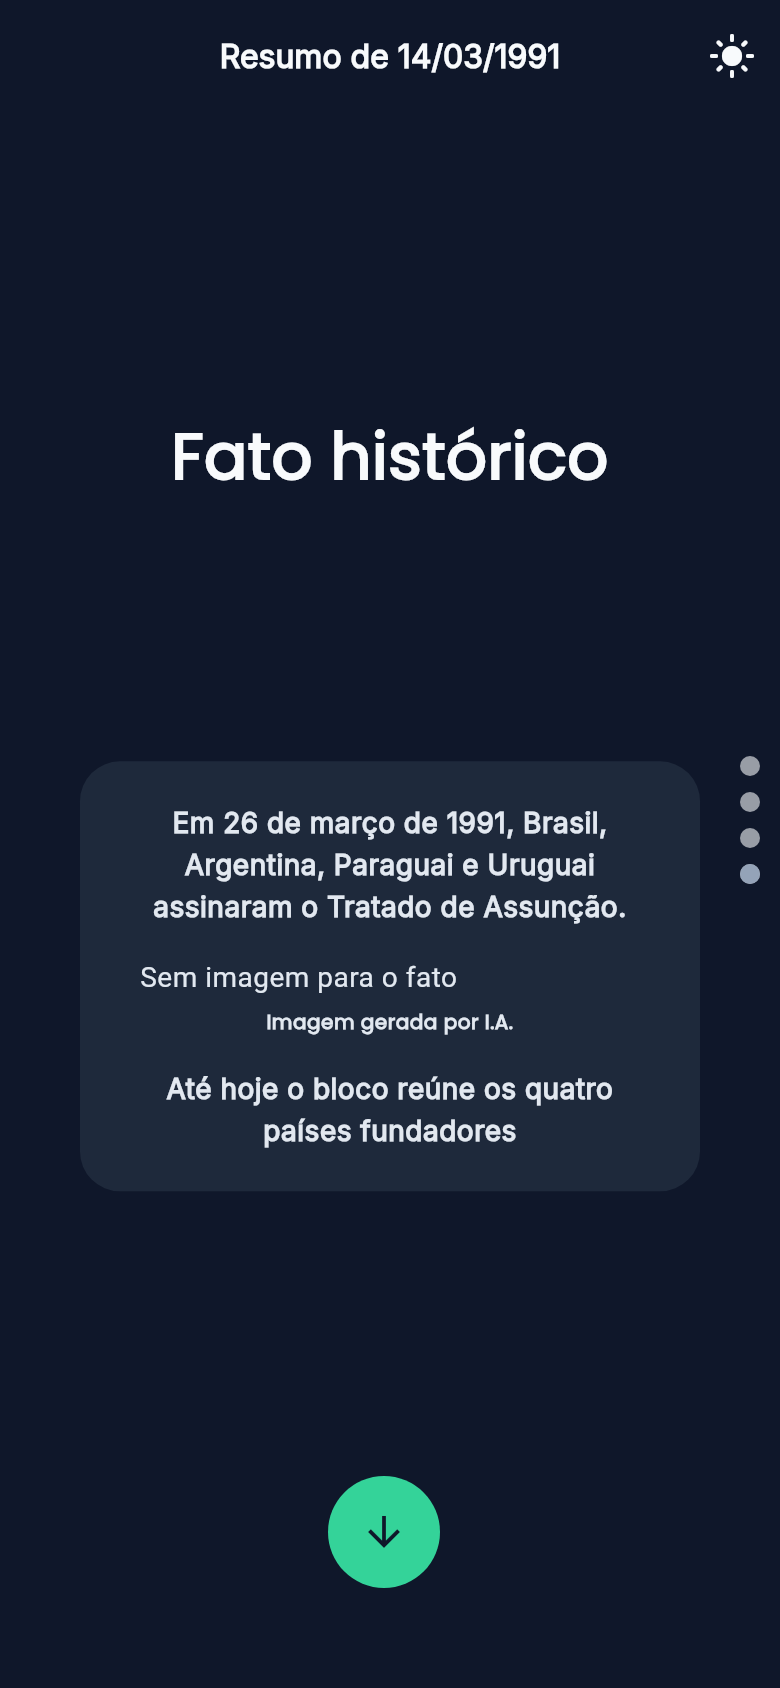 Resumo de 14/03/1991
Fato histórico
Em 26 de março de 1991, Brasil,
Argentina, Paraguai e Uruguai
assinaram o Tratado de Assunção.
Sem imagem para o fato
Imagem gerada por I.A.
Até hoje o bloco reúne os quatro
países fundadores